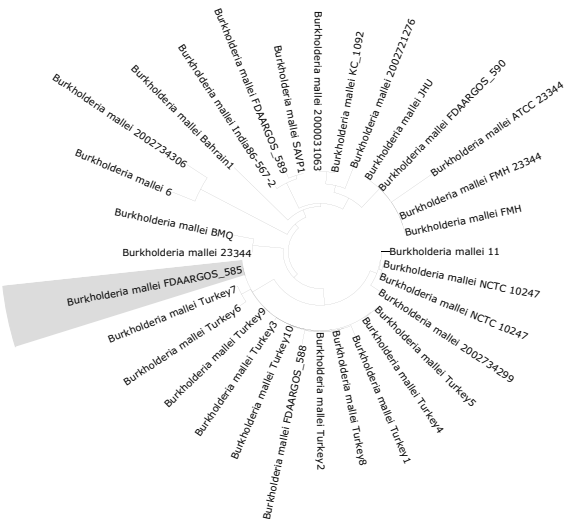 Burkholderia mallei 2000031063
Burkholderia mallei KC_1092
Burkholderia mallei 2002721276
Burkholderia mallei JHU
Burkholderia mallei FDAARGOS_590
Burkholderia mallei ATCC 23344
Burkholderia mallei FMH 23344
Burkholderia mallei FMH
Burkholderia mallei 11
Burkholderia mallei NCTC 10247
Burkholderia mallei NCTC 10247
Burkholderia mallei 2002734299
Burkholderia mallei Turkey5
Burkholderia mallei Turkey4
Burkholderia mallei Turkey1
Burkholderia mallei Turkey8
Burkholderia mallei Turkey2
Burkholderia mallei FDAARGOS_588
Burkholderia mallei Turkey10
Burkholderia mallei Turkey3
Burkholderia mallei Turkey9
Burkholderia mallei Turkey6
Burkholderia mallei Turkey7
Burkholderia mallei FDAARGOS_585
Burkholderia mallei 23344
Burkholderia mallei BMQ
Burkholderia mallei 6
Burkholderia mallei 2002734306
Burkholderia mallei Bahrain1
Burkholderia mallei India86-567-2
Burkholderia mallei FDAARGOS_589
Burkholderia mallei SAVP1